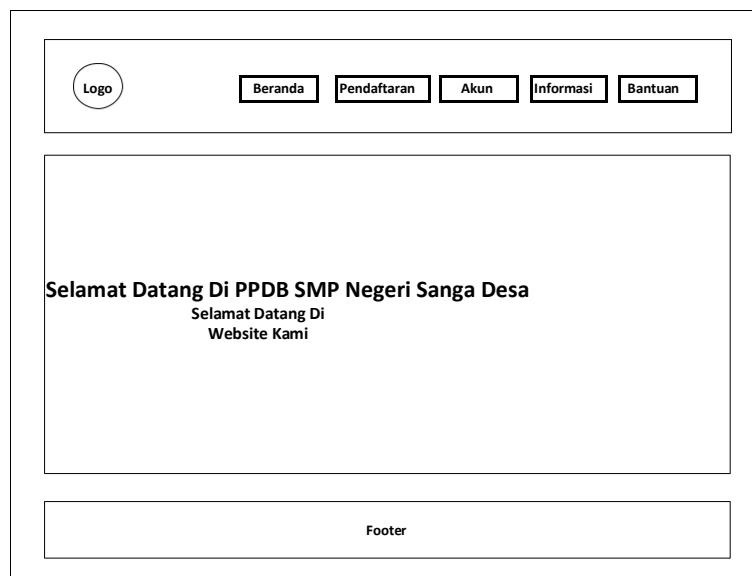 Logo
Beranda
Pendaftaran
Akun
Informasi
Bantuan
Selamat Datang Di PPDB SMP Negeri Sanga Desa
Selamat Datang Di
Website Kami
Footer